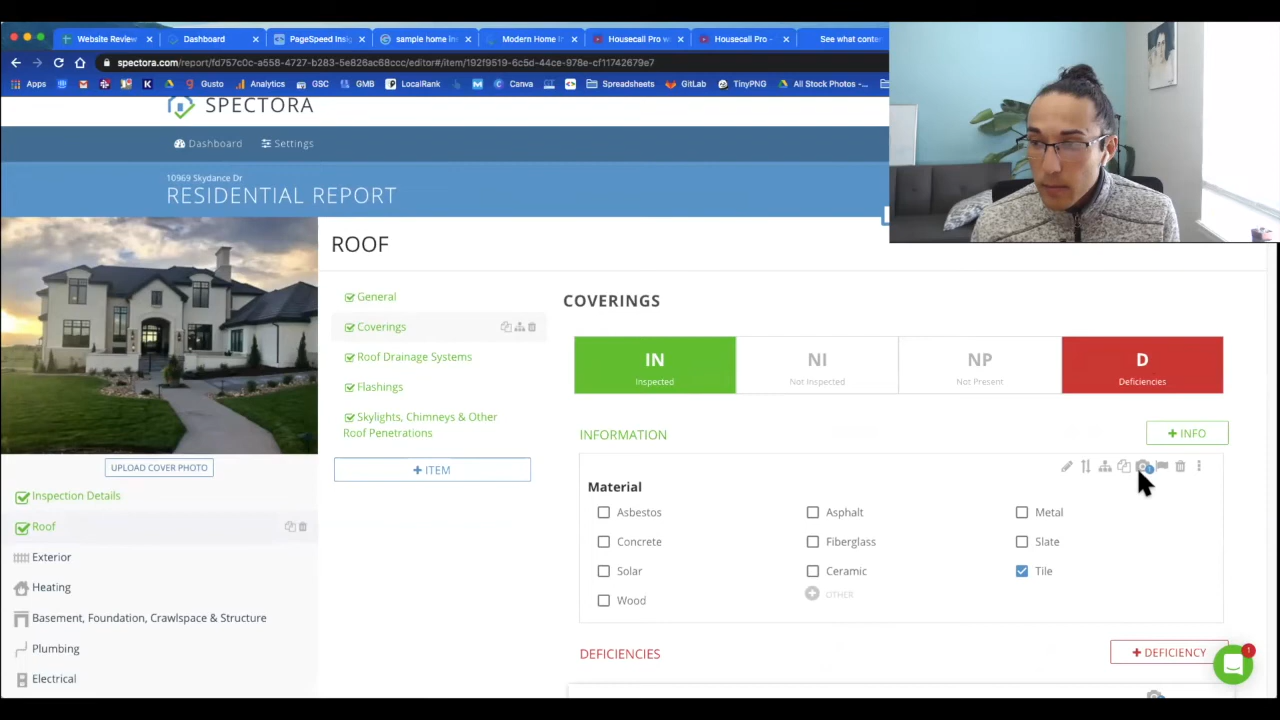 Website Review
Dashboard
PageSpeed Insig
sample home ins
Modern Home I
Housecall Pro w
Housecall Pro -
See what conten
spectora.com/report/fd757c0c-a558-4727-b283-5e826ac68ccc/editor#/item/192f9519-6c5d-44ce-978e-cf11742679e7
Apps
Gusto
Analytics
GSC
GMB
LocalRank
Canva
Spreadsheets
GitLab
TinyPNG
All Stock Photos -...
SPECTORA
Dashboard
Settings
10969 Skydance Dr
RESIDENTIAL REPORT
ROOF
General
Coverings
Roof Drainage Systems
Flashings
Skylights, Chimneys & Other
Roof Penetrations
+ ITEM
UPLOAD COVER PHOTO
Inspection Details
Roof
Exterior
Heating
Basement, Foundation, Crawlspace & Structure
Plumbing
Electrical
COVERINGS
IN
Inspected
NI
Not Inspected
NP
Not Present
D
Deficiencies
INFORMATION
+ INFO
Material
Asbestos
Asphalt
Metal
Concrete
Fiberglass
Slate
Solar
Ceramic
Tile
Wood
OTHER
DEFICIENCIES
+ DEFICIENCY
1